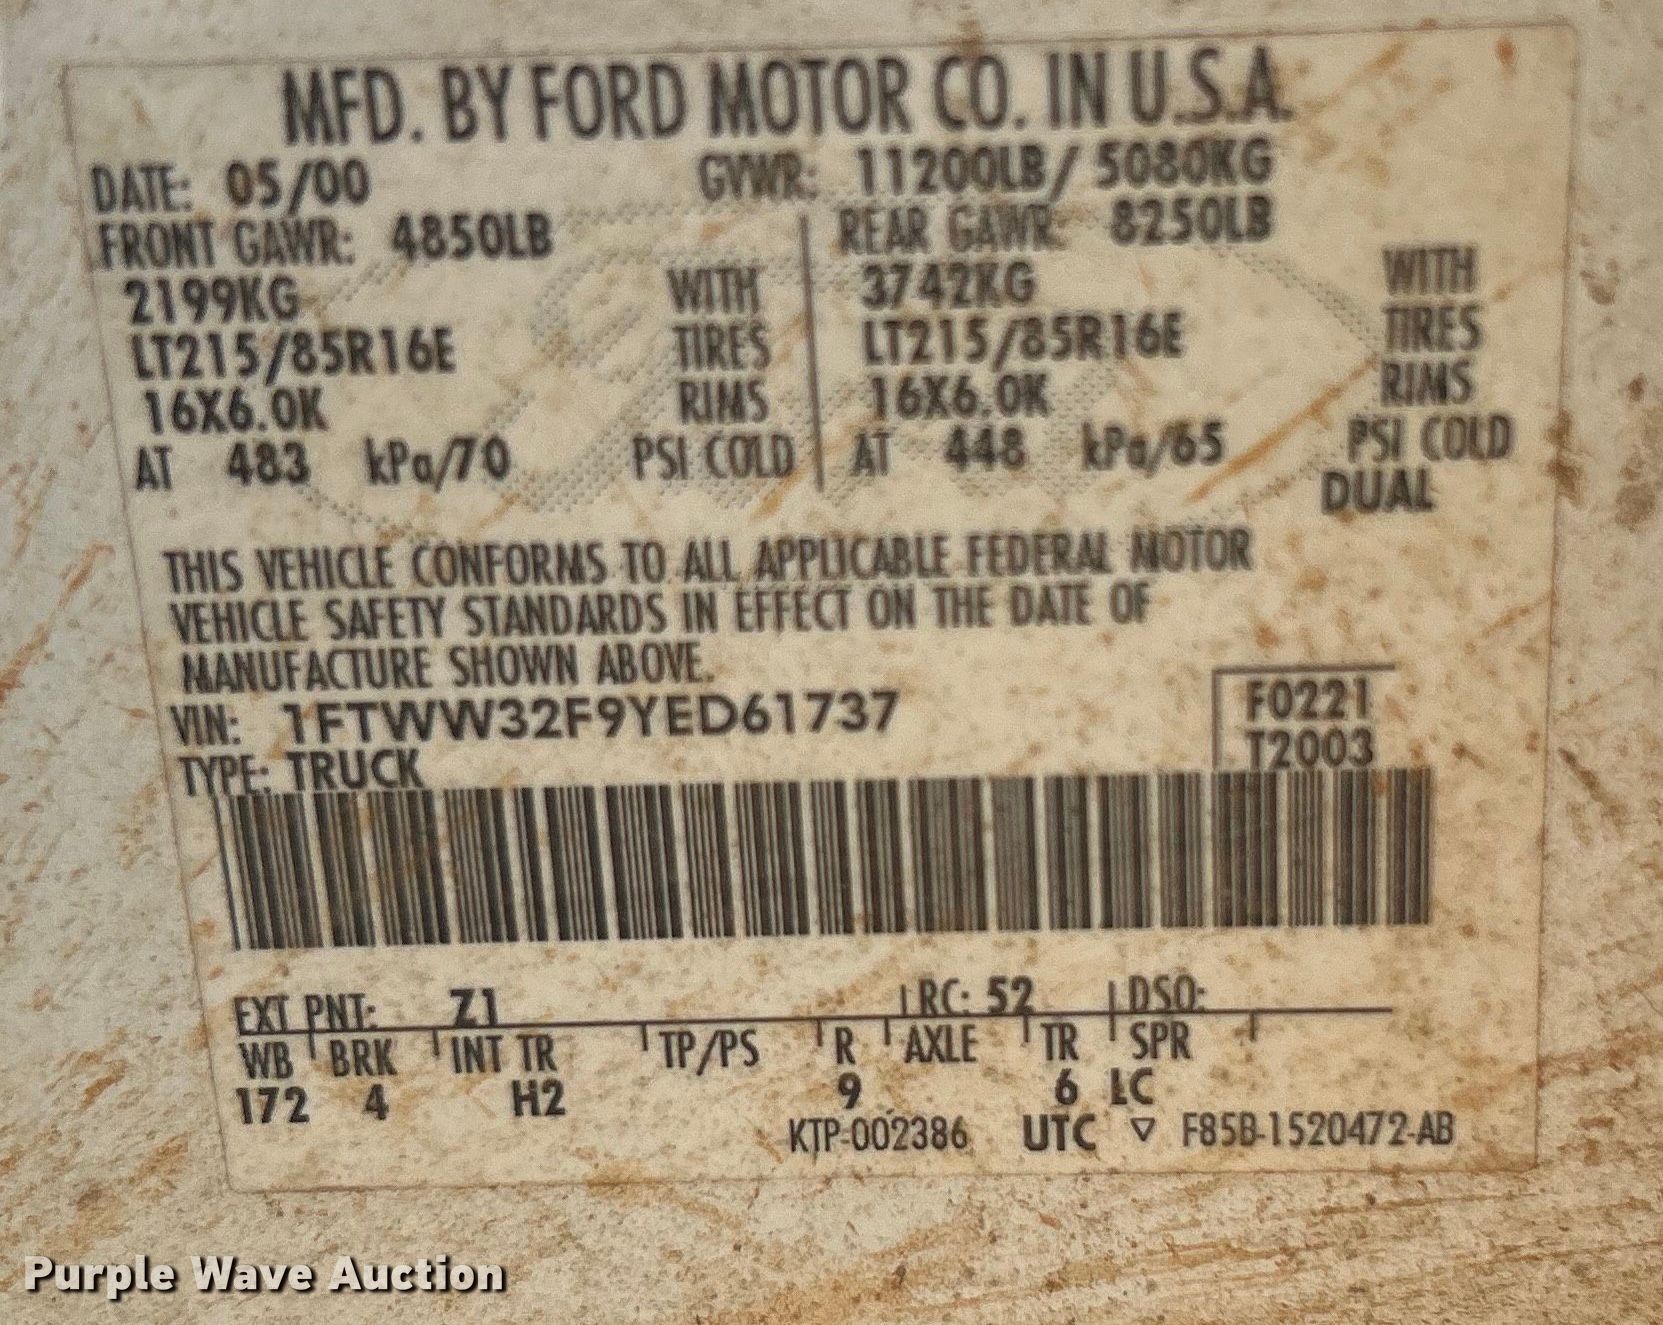 MFD. BY FORD MOTOR CO. IN U.S.A.
DATE: 05/00 GVWR: 11200LB/ 5080KG
FRONT GAWR: 4850LB REAR GAWR: 8250LB
2199KG WITH 3742KG WITH
LT215/85R16E TIRES LT215/85R16E TIRES
16X6.0K RIMS 16X6.0K RIMS
AT 483 kPa/70 PSI COLD AT 448 kPa/65 PSI COLD
DUAL
THIS VEHICLE CONFORMS TO ALL APPLICABLE FEDERAL MOTOR
VEHICLE SAFETY STANDARDS IN EFFECT ON THE DATE OF
MANUFACTURE SHOWN ABOVE.
VIN: 1FTWW32F9YED61737 F0221
TYPE: TRUCK T2003
EXT PNT: Z1 RC: 52 DSO:
WB BRK INT TR TP/PS R AXLE TR SPR
172 4 H2 9 6 LC
KTP-002386 UTC ▽ F85B-1520472-AB
Purple Wave Auction